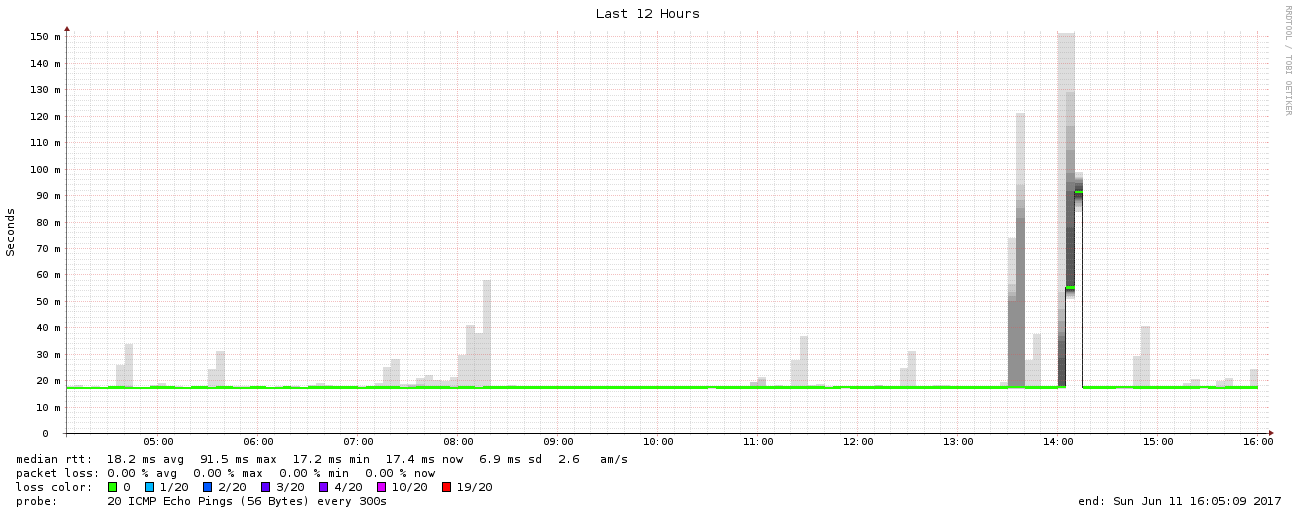 Last 12 Hours
RRDTOOL / TOBI OETIKER
Seconds
150 m
140 m
130 m
120 m
110 m
100 m
90 m
80 m
70 m
60 m
50 m
40 m
30 m
20 m
10 m
0
05:00 06:00 07:00 08:00 09:00 10:00 11:00 12:00 13:00 14:00 15:00 16:00
median rtt: 18.2 ms avg 91.5 ms max 17.2 ms min 17.4 ms now 6.9 ms sd 2.6 am/s
packet loss: 0.00 % avg 0.00 % max 0.00 % min 0.00 % now
loss color: 0 1/20 2/20 3/20 4/20 10/20 19/20
probe: 20 ICMP Echo Pings (56 Bytes) every 300s end: Sun Jun 11 16:05:09 2017